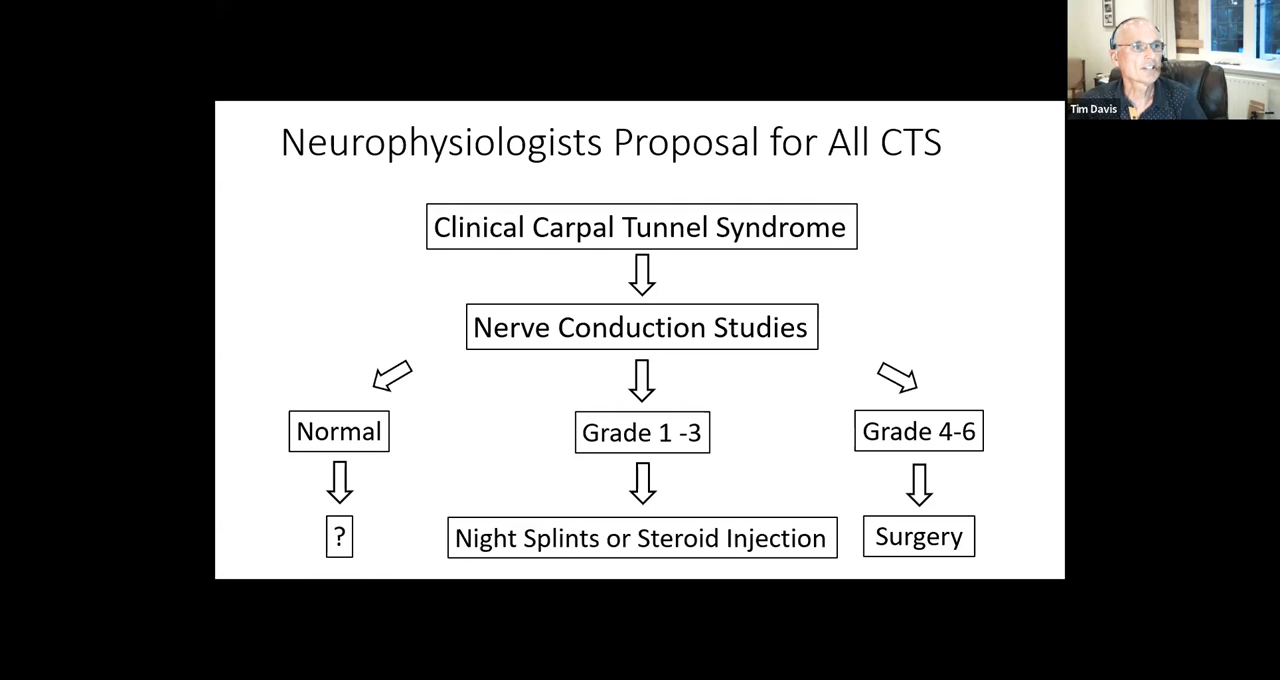 Tim Davis
Neurophysiologists Proposal for All CTS
Clinical Carpal Tunnel Syndrome
Nerve Conduction Studies
Normal
Grade 1 -3
Grade 4-6
?
Night Splints or Steroid Injection
Surgery